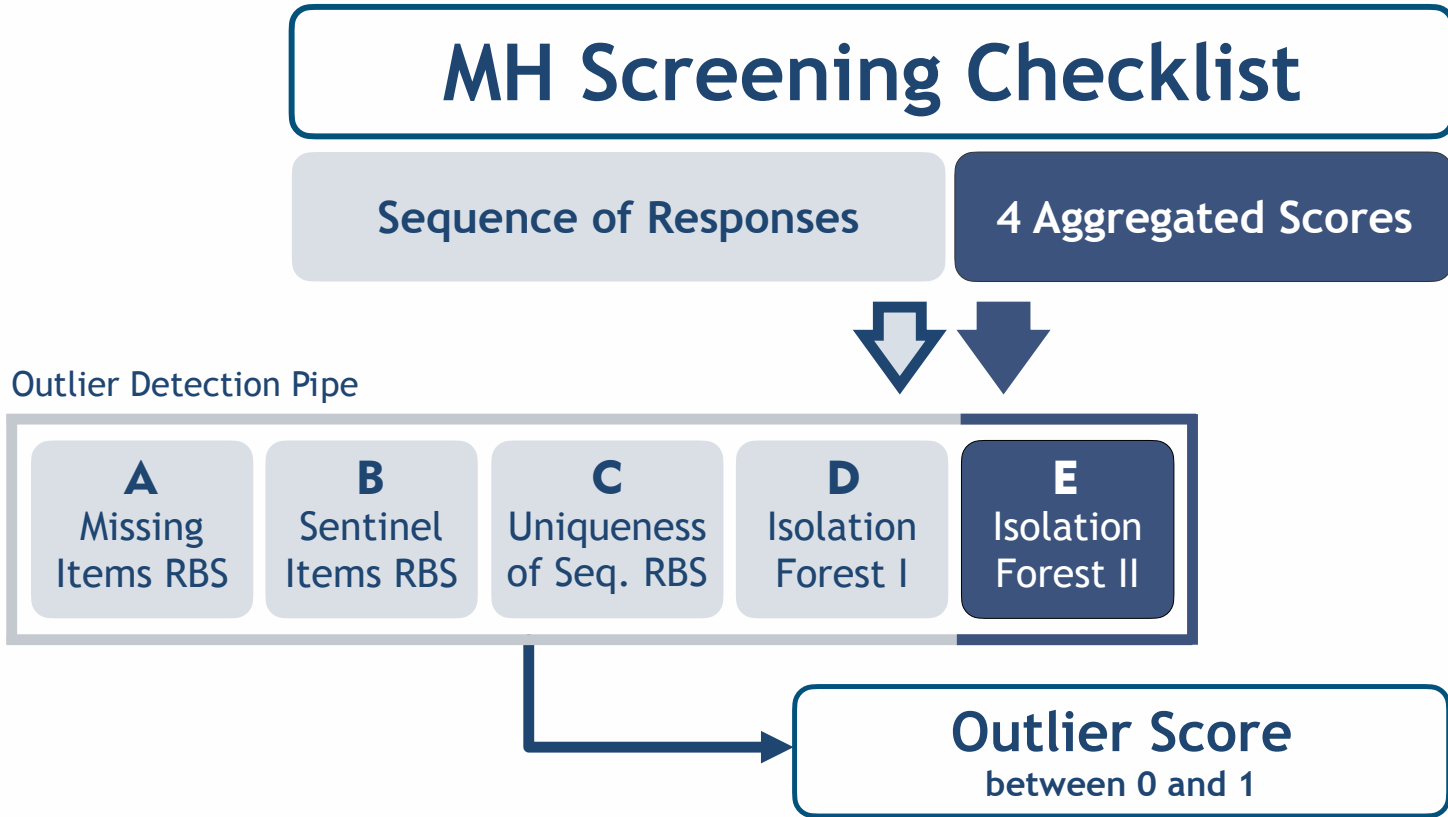 MH Screening Checklist
Sequence of Responses
4 Aggregated Scores
Outlier Detection Pipe
A
Missing
Items RBS
B
Sentinel
Items RBS
C
Uniqueness
of Seq. RBS
D
Isolation
Forest I
E
Isolation
Forest II
Outlier Score
between 0 and 1